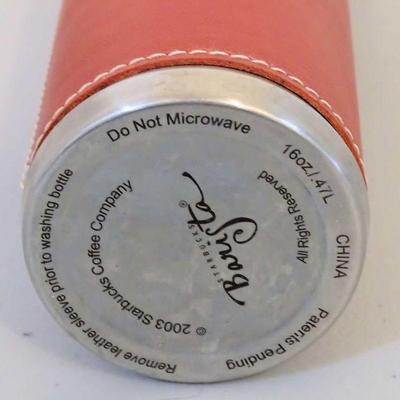 Do Not Microwave
16oz/.47L
CHINA
Patents Pending
Remove leather sleeve prior to washing bottle
© 2003 Starbucks Coffee Company
All Rights Reserved
STARBUCKS
Barista®